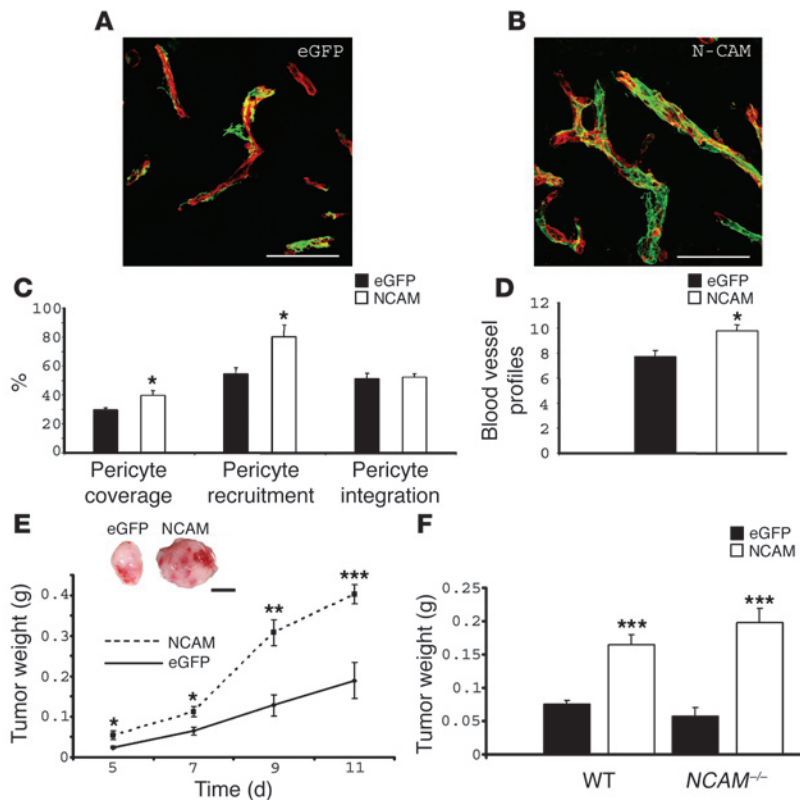 A
eGFP
B
N-CAM
C
eGFP
NCAM
100
80
60
40
20
0
%
*
*
Pericyte
coverage
Pericyte
recruitment
Pericyte
integration
D
eGFP
NCAM
12
10
8
6
4
2
0
Blood vessel
profiles
*
E
eGFP NCAM
0.4
0.3
0.2
0.1
0
Tumor weight (g)
NCAM
eGFP
*
*
**
***
5 7 9 11
Time (d)
F
eGFP
NCAM
0.25
0.2
0.15
0.1
0.05
0
Tumor weight (g)
***
***
WT
NCAM–/–